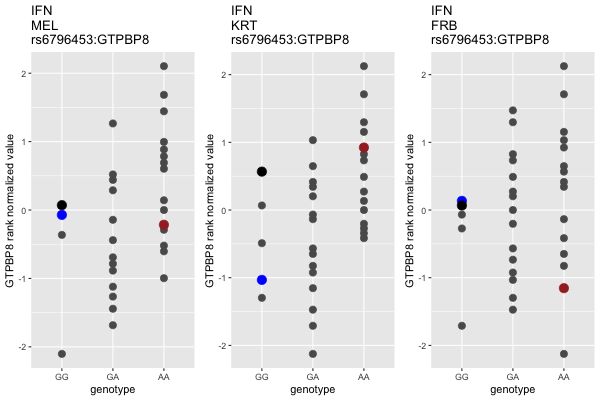 IFN
MEL
rs6796453:GTPBP8
GTPBP8 rank normalized value
2
1
0
-1
-2
GG
GA
AA
genotype
IFN
KRT
rs6796453:GTPBP8
GTPBP8 rank normalized value
2
1
0
-1
-2
GG
GA
AA
genotype
IFN
FRB
rs6796453:GTPBP8
GTPBP8 rank normalized value
2
1
0
-1
-2
GG
GA
AA
genotype